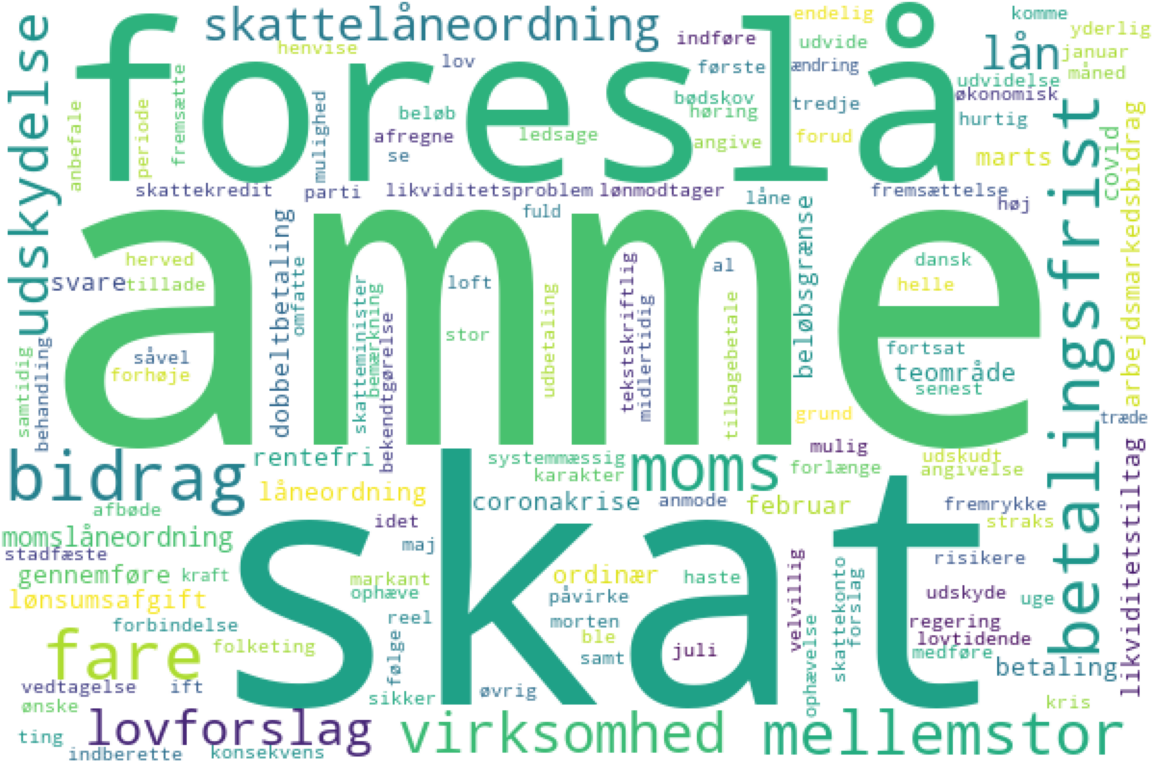 skattelåneordning
endelig
komme
henvise
indføre
udvide
yderlig
foreslå
lån
januar
lov
første
ændring
måned
udskydelse
anbefale
periode
fremsætte
mulighed
beløb
bødskov
høring
tredje
udvidelse
økonomisk
afregne
ledsage
angive
forud
hurtig
se
marts
covid
skattekredit
parti
likviditetsproblem
lønmodtager
låne
fremsættelse
høj
fuld
betalingsfrist
arbejdsmarkedsbidrag
amme
herved
svare
tillade
dobbeltbetaling
omfatte
loft
al
beløbsgrænse
dansk
helle
stor
skatteminister
bemærkning
bekendtgørelse
udbetaling
tekstskriftlig
midlertidig
tilbagebetale
såvel
forhøje
fortsat
teområde
senest
samtidig
behandling
grund
træde
mulig
bidrag
rentefri
systemmæssig
karakter
moms
forlænge
udskudt
angivelse
låneordning
coronakrise
anmode
februar
fremrykke
straks
likviditetstiltag
afbøde
momslåneordning
stadfæste
idet
maj
skat
gennemføre
kraft
markant
ophæve
ordinær
haste
påvirke
risikere
lønsumsafgift
forbindelse
reel
morten
velvillig
skattekonto
forslag
udskyde
uge
fare
folketing
følge
ble
samt
juli
regering
lovtidende
medføre
betaling
vedtagelse
ift
sikker
øvrig
ophævelse
ønske
kris
ting
lovforslag
virksomhed
mellemstor
indberette
konsekvens